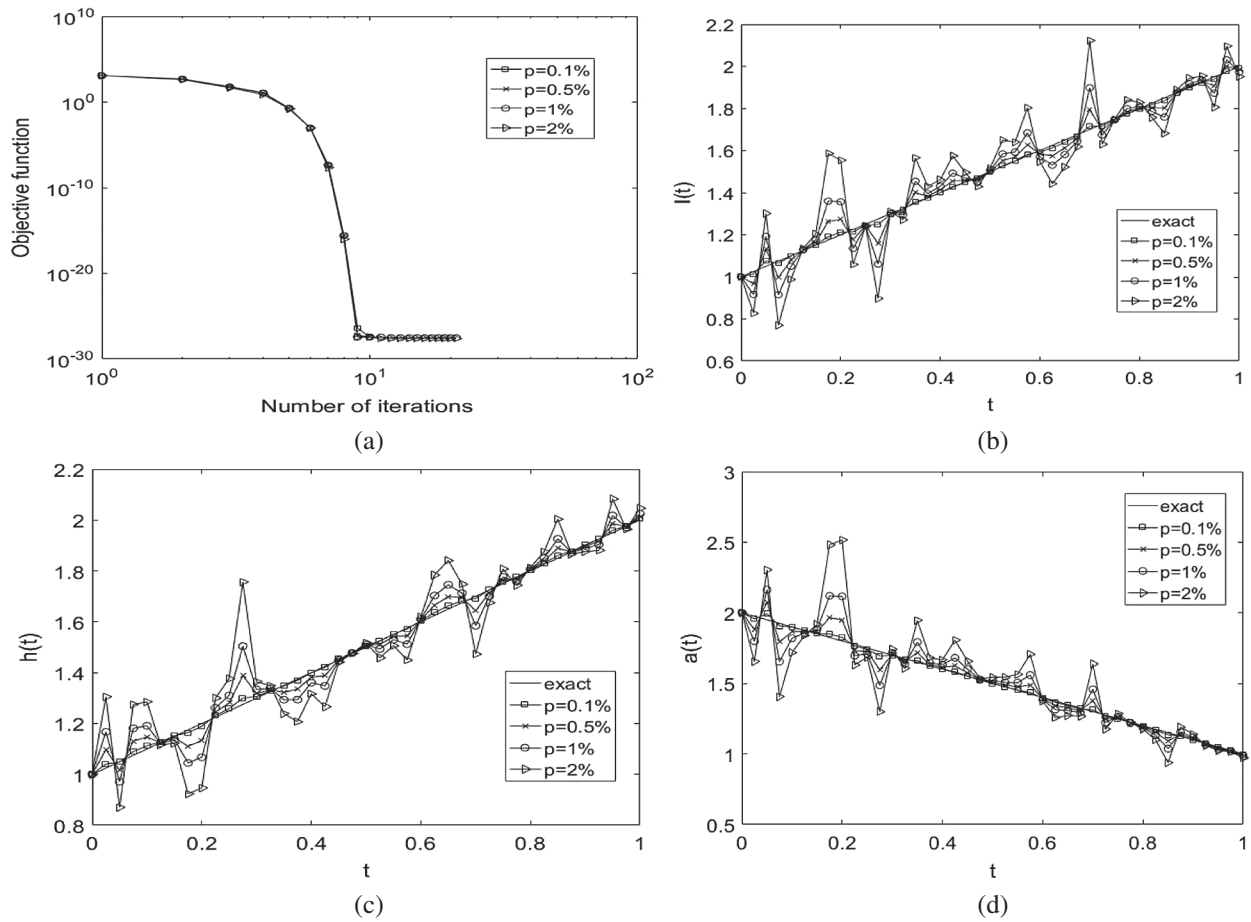 10^10
10^0
10^-10
10^-20
10^-30
Objective function
10^0
10^1
10^2
Number of iterations
p=0.1%
p=0.5%
p=1%
p=2%
(a)
2.2
2
1.8
1.6
1.4
1.2
1
0.8
0.6
l(t)
0
0.2
0.4
0.6
0.8
1
t
exact
p=0.1%
p=0.5%
p=1%
p=2%
(b)
2.2
2
1.8
1.6
1.4
1.2
1
0.8
h(t)
0
0.2
0.4
0.6
0.8
1
t
exact
p=0.1%
p=0.5%
p=1%
p=2%
(c)
3
2.5
2
1.5
1
0.5
a(t)
0
0.2
0.4
0.6
0.8
1
t
exact
p=0.1%
p=0.5%
p=1%
p=2%
(d)